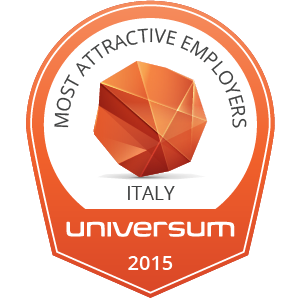 MOST ATTRACTIVE EMPLOYERS
ITALY
universum
2015